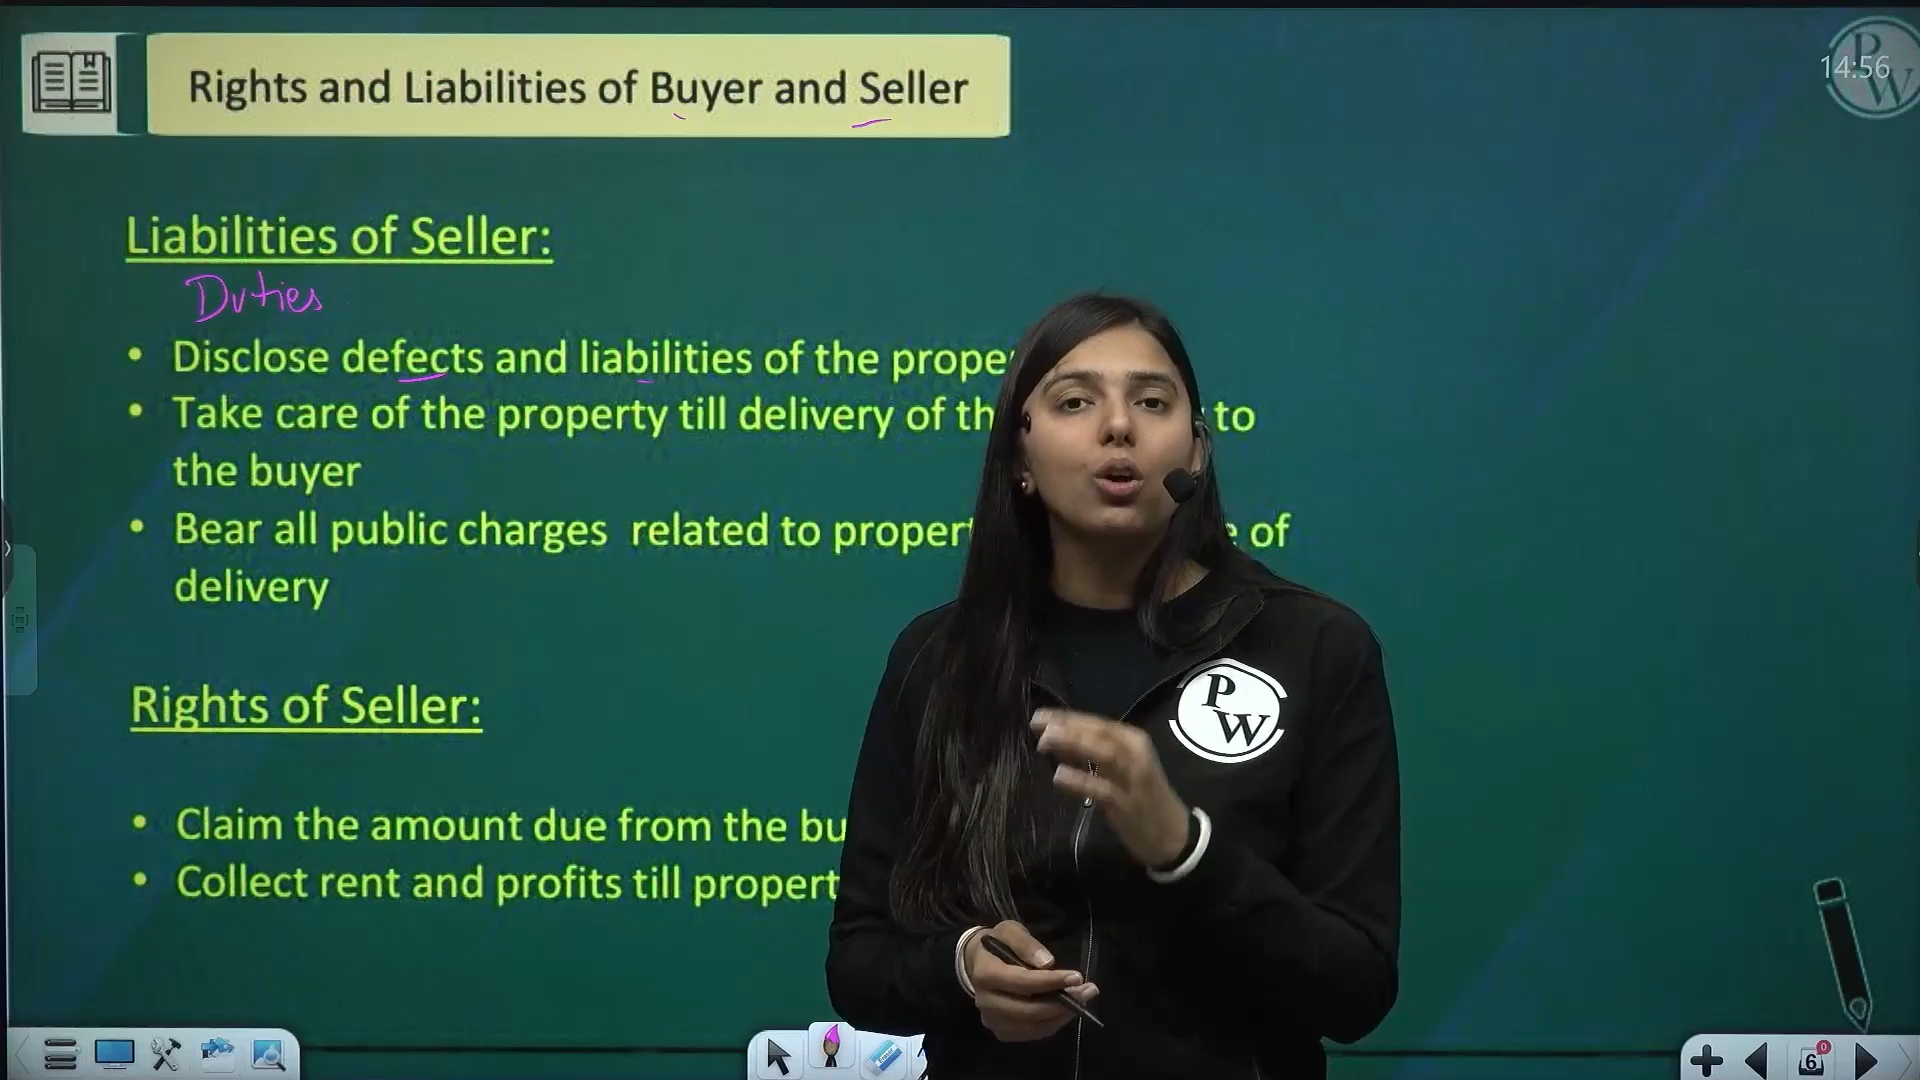 Rights and Liabilities of Buyer and Seller
14:56
P
W
Liabilities of Seller:
Duties
• Disclose defects and liabilities of the prope
• Take care of the property till delivery of th to
the buyer
• Bear all public charges related to propert of
delivery
P
W
Rights of Seller:
• Claim the amount due from the bu
• Collect rent and profits till propert
6
0